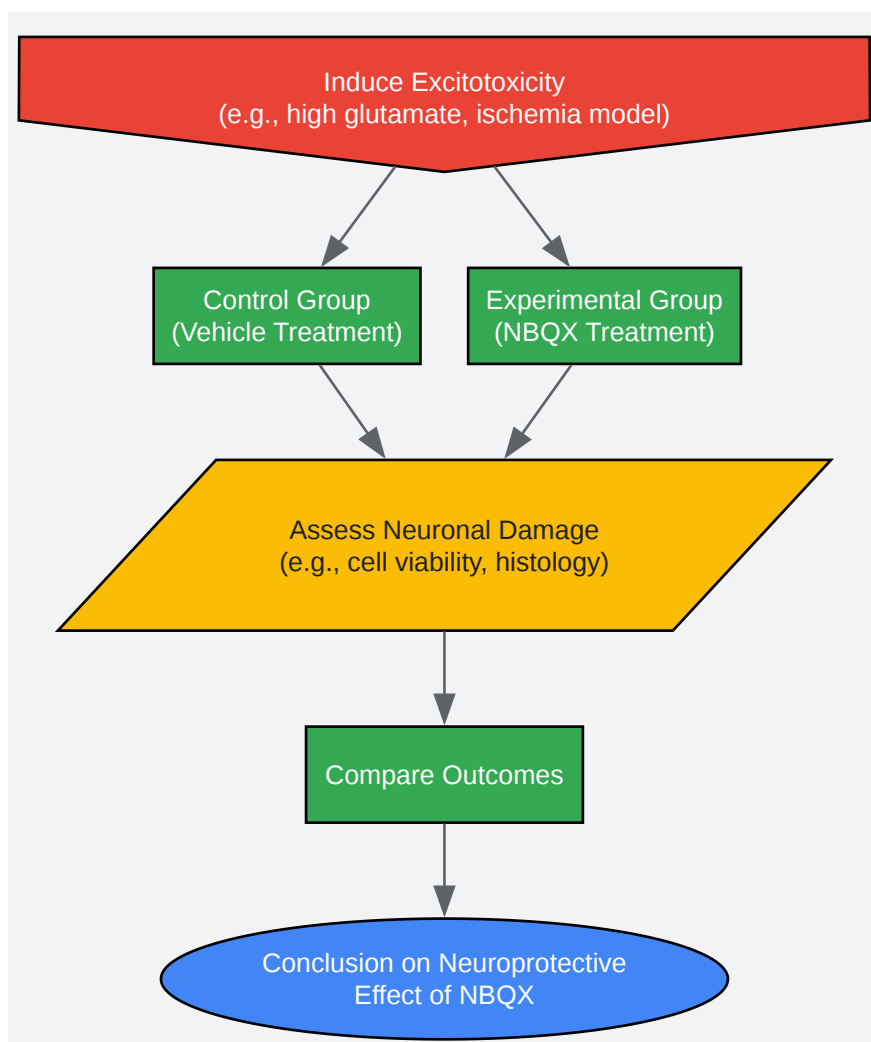 Induce Excitotoxicity
(e.g., high glutamate, ischemia model)
Control Group
(Vehicle Treatment)
Experimental Group
(NBQX Treatment)
Assess Neuronal Damage
(e.g., cell viability, histology)
Compare Outcomes
Conclusion on Neuroprotective
Effect of NBQX